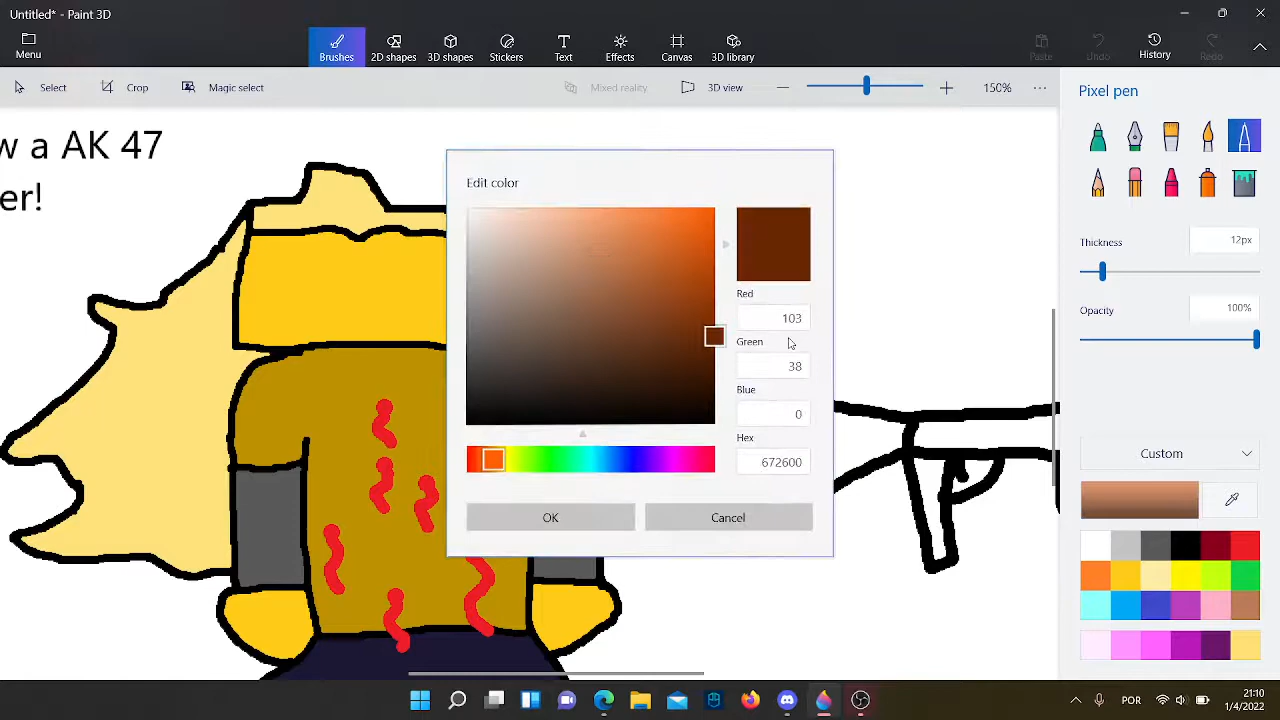 Untitled* - Paint 3D
Menu
Brushes
2D shapes
3D shapes
Stickers
Text
Effects
Canvas
3D library
Paste
Undo
History
Redo
Select
Crop
Magic select
Mixed reality
3D view
150%
w a AK 47
er!
Edit color
Red
103
Green
38
Blue
0
Hex
672600
OK
Cancel
Pixel pen
Thickness
12px
Opacity
100%
Custom
POR
21:10
1/4/2022